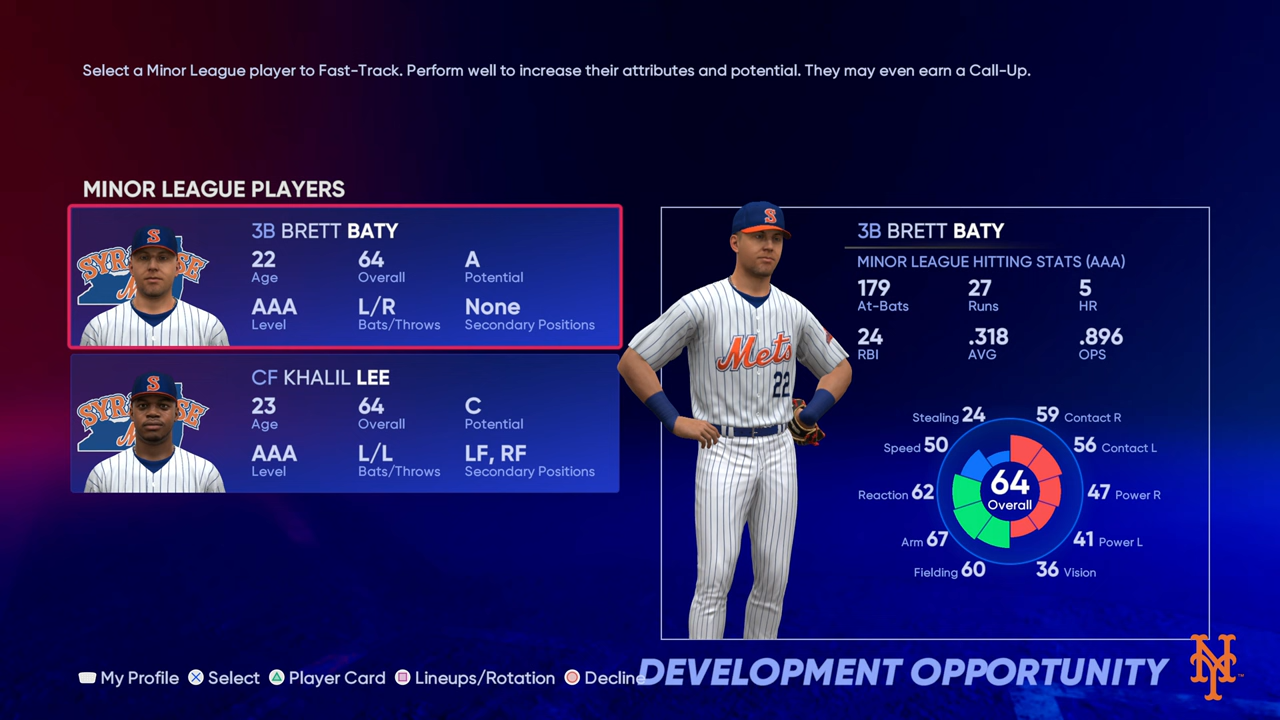 Select a Minor League player to Fast-Track. Perform well to increase their attributes and potential. They may even earn a Call-Up.
MINOR LEAGUE PLAYERS
3B BRETT BATY
22 64 A
Age Overall Potential
AAA L/R None
Level Bats/Throws Secondary Positions
CF KHALIL LEE
23 64 C
Age Overall Potential
AAA L/L LF, RF
Level Bats/Throws Secondary Positions
Mets
22
3B BRETT BATY
MINOR LEAGUE HITTING STATS (AAA)
179 27 5
At-Bats Runs HR
24 .318 .896
RBI AVG OPS
Stealing 24 59 Contact R
Speed 50 56 Contact L
Reaction 62 47 Power R
Arm 67 41 Power L
Fielding 60 36 Vision
64
Overall
My Profile Select Player Card Lineups/Rotation Decline
DEVELOPMENT OPPORTUNITY
NY